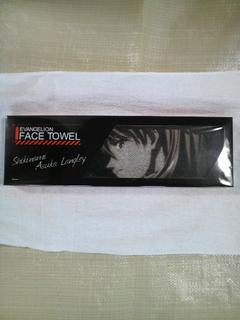 EVANGELION
FACE TOWEL
Shikinami
Asuka Langley